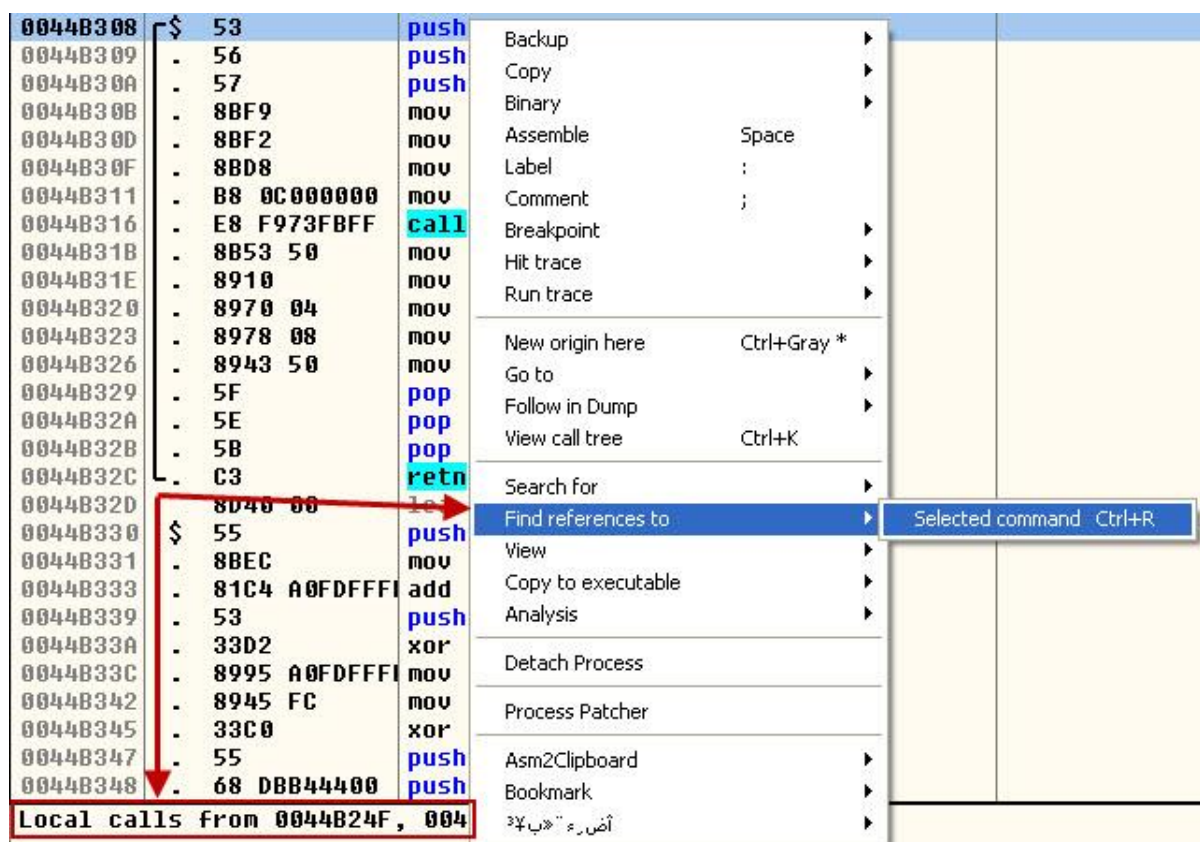 0044B308 $ 53 push
0044B309 . 56 push
0044B30A . 57 push
0044B30B . 8BF9 mov
0044B30D . 8BF2 mov
0044B30F . 8BD8 mov
0044B311 . B8 0C000000 mov
0044B316 . E8 F973FBFF call
0044B31B . 8B53 50 mov
0044B31E . 8910 mov
0044B320 . 8970 04 mov
0044B323 . 8978 08 mov
0044B326 . 8943 50 mov
0044B329 . 5F pop
0044B32A . 5E pop
0044B32B . 5B pop
0044B32C . C3 retn
0044B32D 8D40 00
0044B330 $ 55 push
0044B331 . 8BEC mov
0044B333 . 81C4 A0FDFFF add
0044B339 . 53 push
0044B33A . 33D2 xor
0044B33C . 8995 A0FDFFF mov
0044B342 . 8945 FC mov
0044B345 . 33C0 xor
0044B347 . 55 push
0044B348 . 68 DBB44400 push
Local calls from 0044B24F, 004
Backup
Copy
Binary
Assemble Space
Label :
Comment ;
Breakpoint
Hit trace
Run trace
New origin here Ctrl+Gray *
Go to
Follow in Dump
View call tree Ctrl+K
Search for
Find references to
Selected command Ctrl+R
View
Copy to executable
Analysis
Detach Process
Process Patcher
Asm2Clipboard
Bookmark